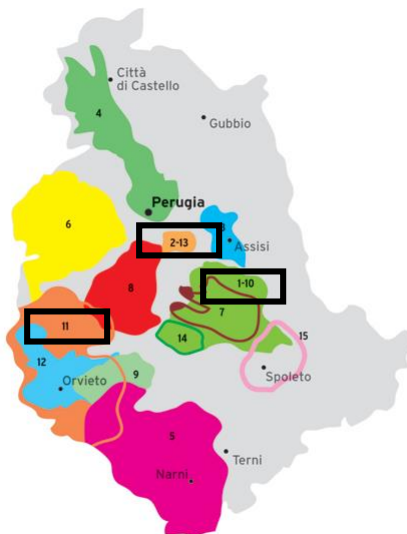 Città
di Castello
4
Gubbio
Perugia
6
2-13
3
Assisi
8
1-10
11
7
15
14
12
9
Orvieto
Spoleto
5
Terni
Narni